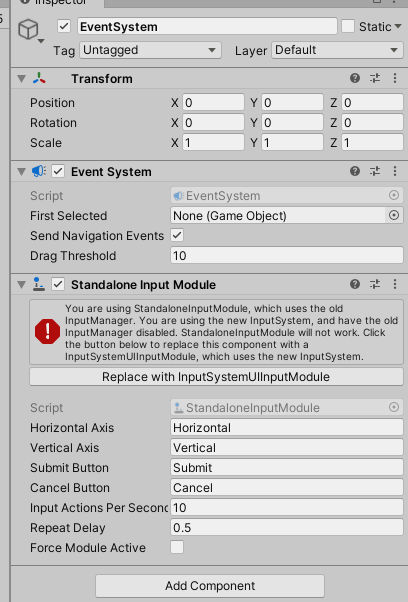 Inspector
EventSystem Static
Tag Untagged Layer Default
Transform
Position X 0 Y 0 Z 0
Rotation X 0 Y 0 Z 0
Scale X 1 Y 1 Z 1
Event System
Script EventSystem
First Selected None (Game Object)
Send Navigation Events
Drag Threshold 10
Standalone Input Module
You are using StandaloneInputModule, which uses the old
InputManager. You are using the new InputSystem, and have the old
InputManager disabled. StandaloneInputModule will not work. Click
the button below to replace this component with a
InputSystemUIInputModule, which uses the new InputSystem.
Replace with InputSystemUIInputModule
Script StandaloneInputModule
Horizontal Axis Horizontal
Vertical Axis Vertical
Submit Button Submit
Cancel Button Cancel
Input Actions Per Second 10
Repeat Delay 0.5
Force Module Active
Add Component